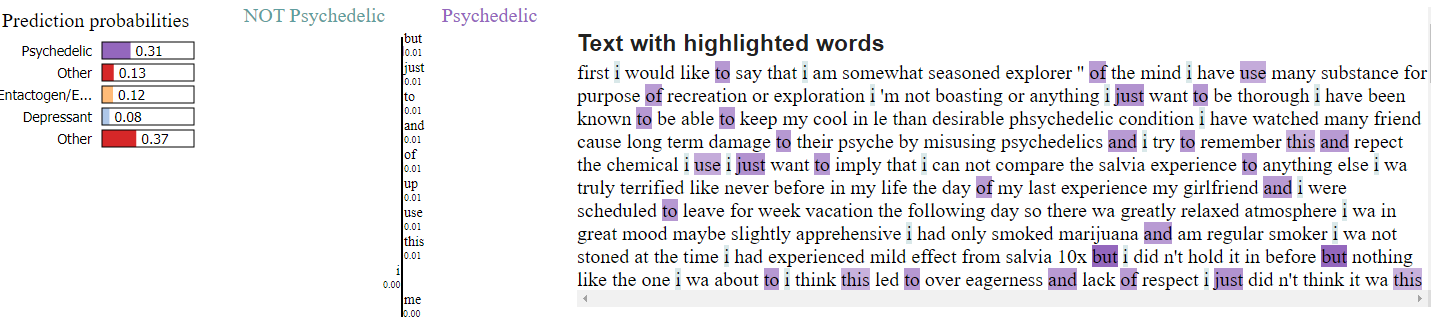 Prediction probabilities
Psychedelic 0.31
Other 0.13
Entactogen/E... 0.12
Depressant 0.08
Other 0.37
NOT Psychedelic Psychedelic
but
0.01
just
0.01
to
0.01
and
0.01
of
0.01
up
0.01
use
0.01
this
0.01
i
0.00
me
0.00
Text with highlighted words
first i would like to say that i am somewhat seasoned explorer " of the mind i have use many substance for
purpose of recreation or exploration i 'm not boasting or anything i just want to be thorough i have been
known to be able to keep my cool in le than desirable phsychedelic condition i have watched many friend
cause long term damage to their psyche by misusing psychedelics and i try to remember this and repect
the chemical i use i just want to imply that i can not compare the salvia experience to anything else i wa
truly terrified like never before in my life the day of my last experience my girlfriend and i were
scheduled to leave for week vacation the following day so there wa greatly relaxed atmosphere i wa in
great mood maybe slightly apprehensive i had only smoked marijuana and am regular smoker i wa not
stoned at the time i had experienced mild effect from salvia 10x but i did n't hold it in before but nothing
like the one i wa about to i think this led to over eagerness and lack of respect i just did n't think it wa this